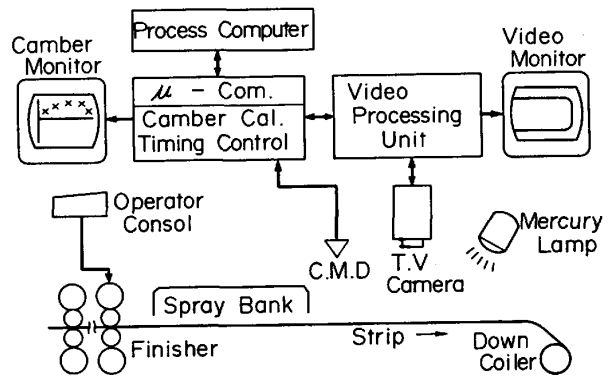 Process Computer
Camber
Monitor
Video
Monitor
μ - Com.
Camber Cal.
Timing Control
Video
Processing
Unit
Operator
Consol
Mercury
Lamp
C.M.D
T.V
Camera
Spray Bank
Finisher
Strip
Down
Coiler